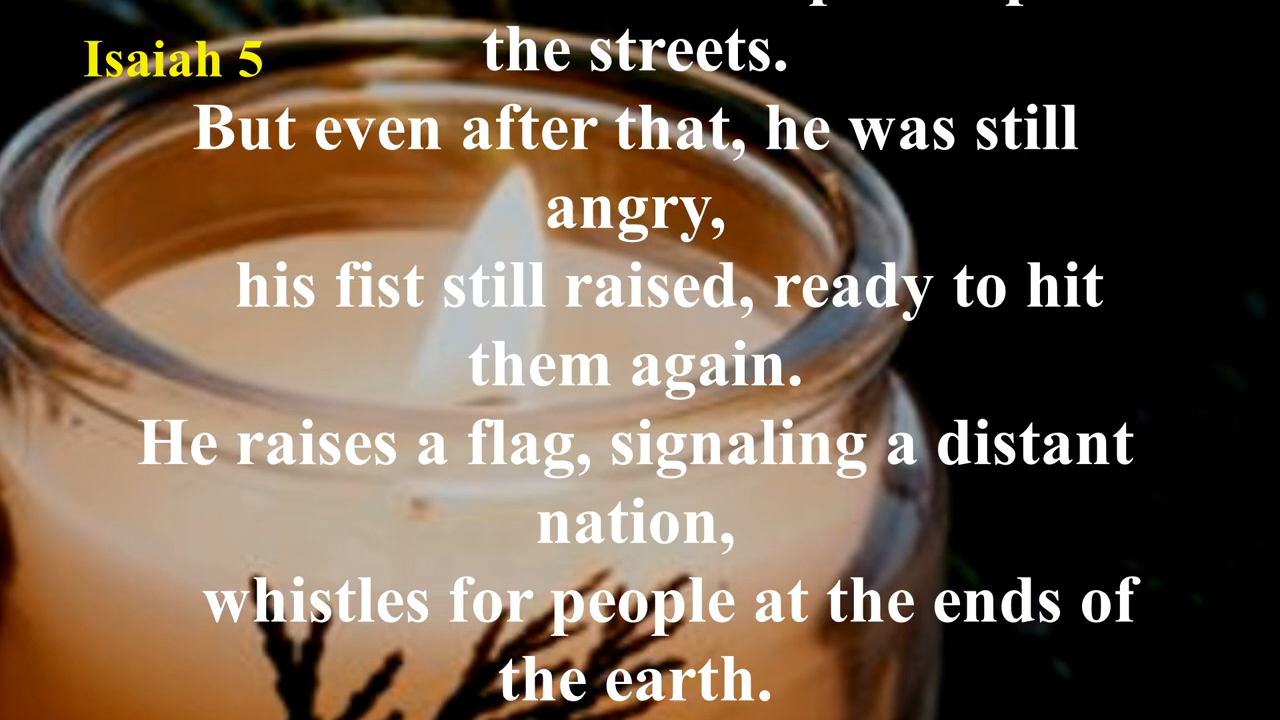 Isaiah 5
the streets.
But even after that, he was still
angry,
his fist still raised, ready to hit
them again.
He raises a flag, signaling a distant
nation,
whistles for people at the ends of
the earth.